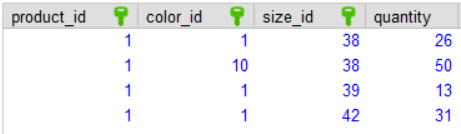 product_id color_id size_id quantity
1 1 38 26
1 10 38 50
1 1 39 13
1 1 42 31